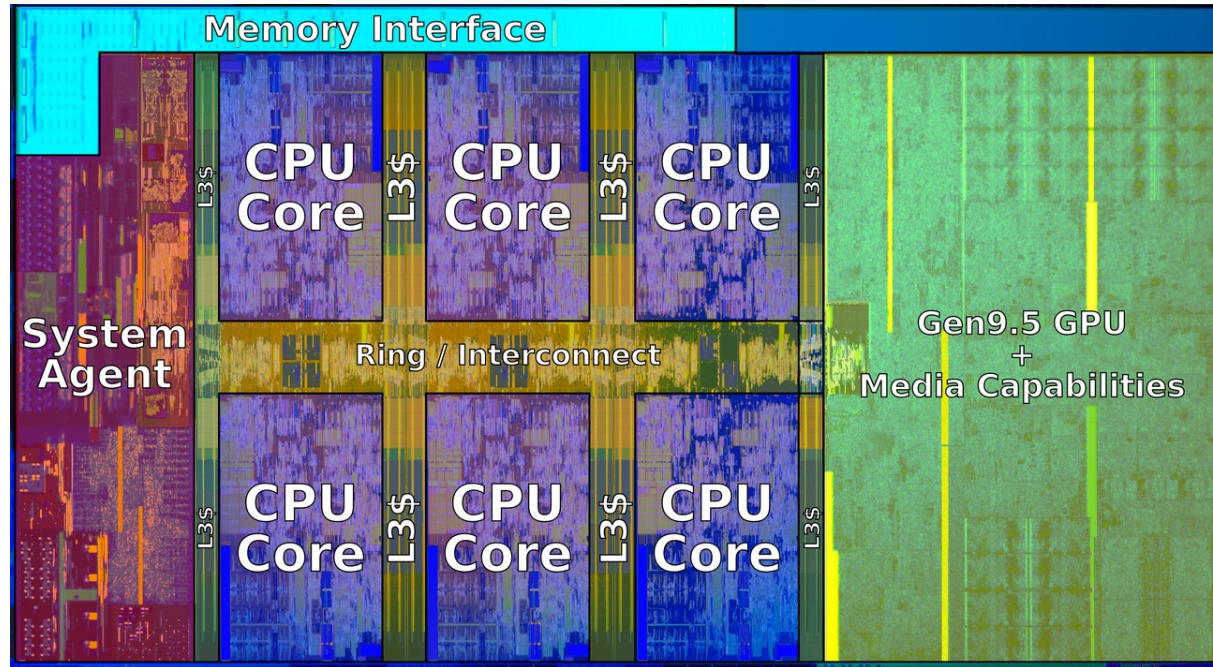 Memory Interface
L3$
CPU
Core
L3$
CPU
Core
L3$
CPU
Core
L3$
System
Agent
Ring / Interconnect
Gen9.5 GPU
+
Media Capabilities
L3$
CPU
Core
L3$
CPU
Core
L3$
CPU
Core
L3$